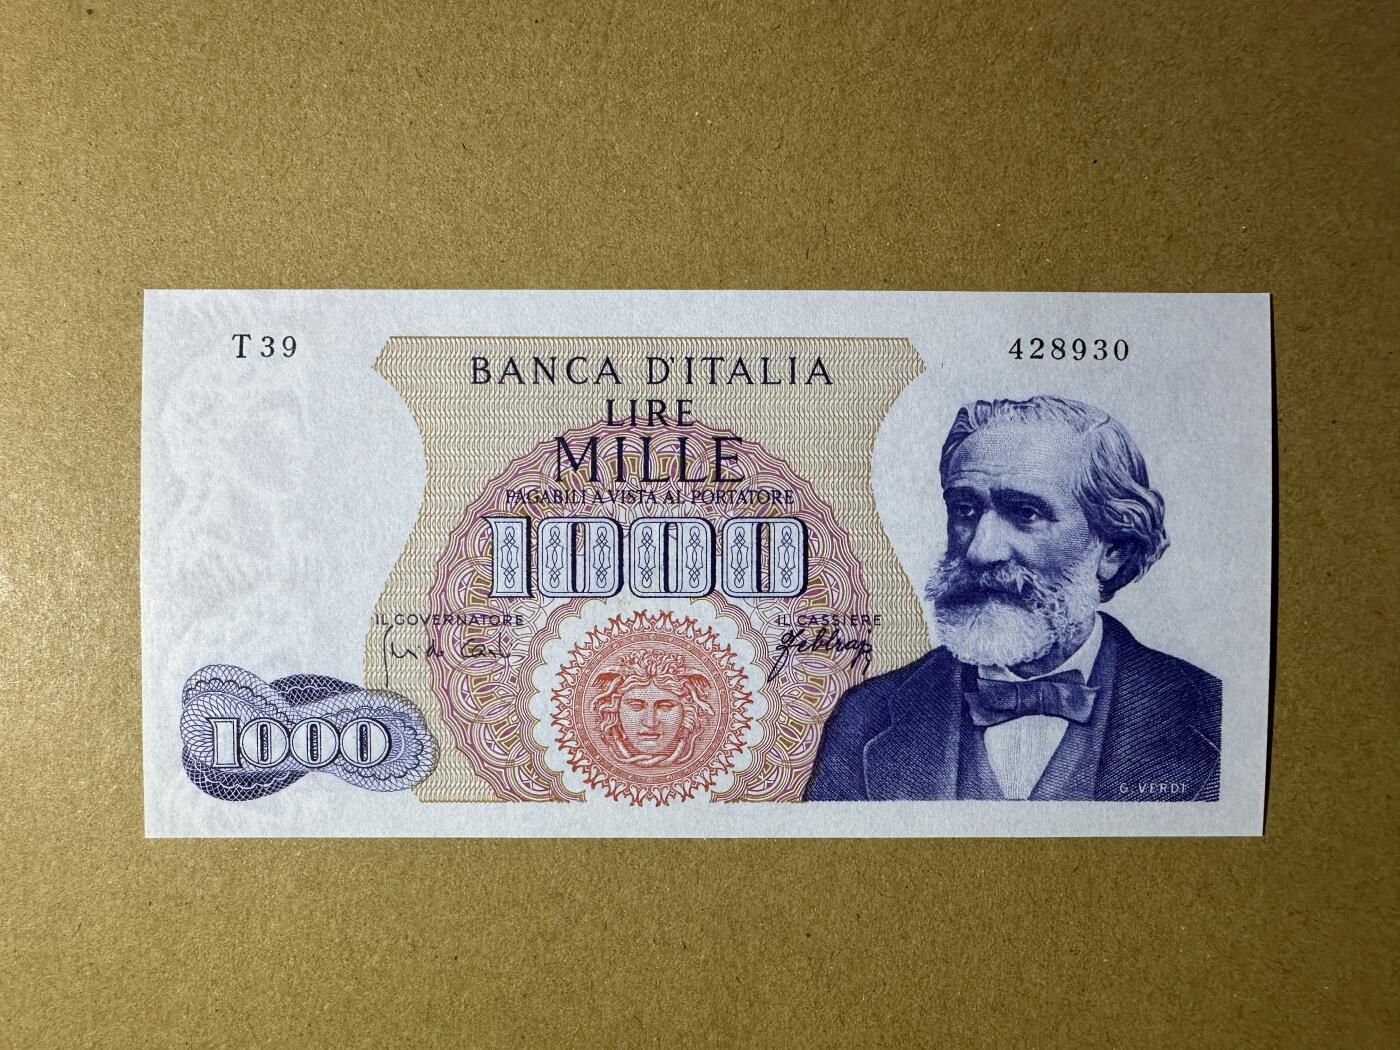 T 39
428930
BANCA D'ITALIA
LIRE
MILLE
PAGABILI A VISTA AL PORTATORE
1000
IL GOVERNATORE
IL CASSIERE
1000
G. VERDI